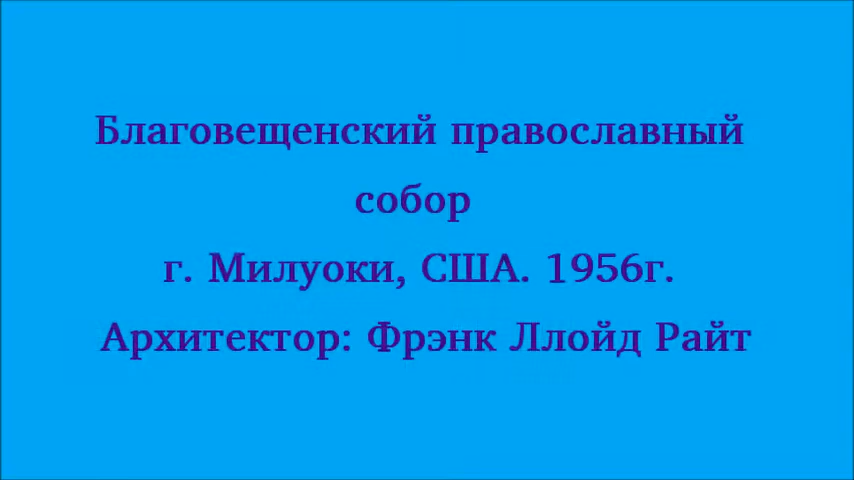 Благовещенский православный
собор
г. Милуоки, США. 1956г.
Архитектор: Фрэнк Ллойд Райт